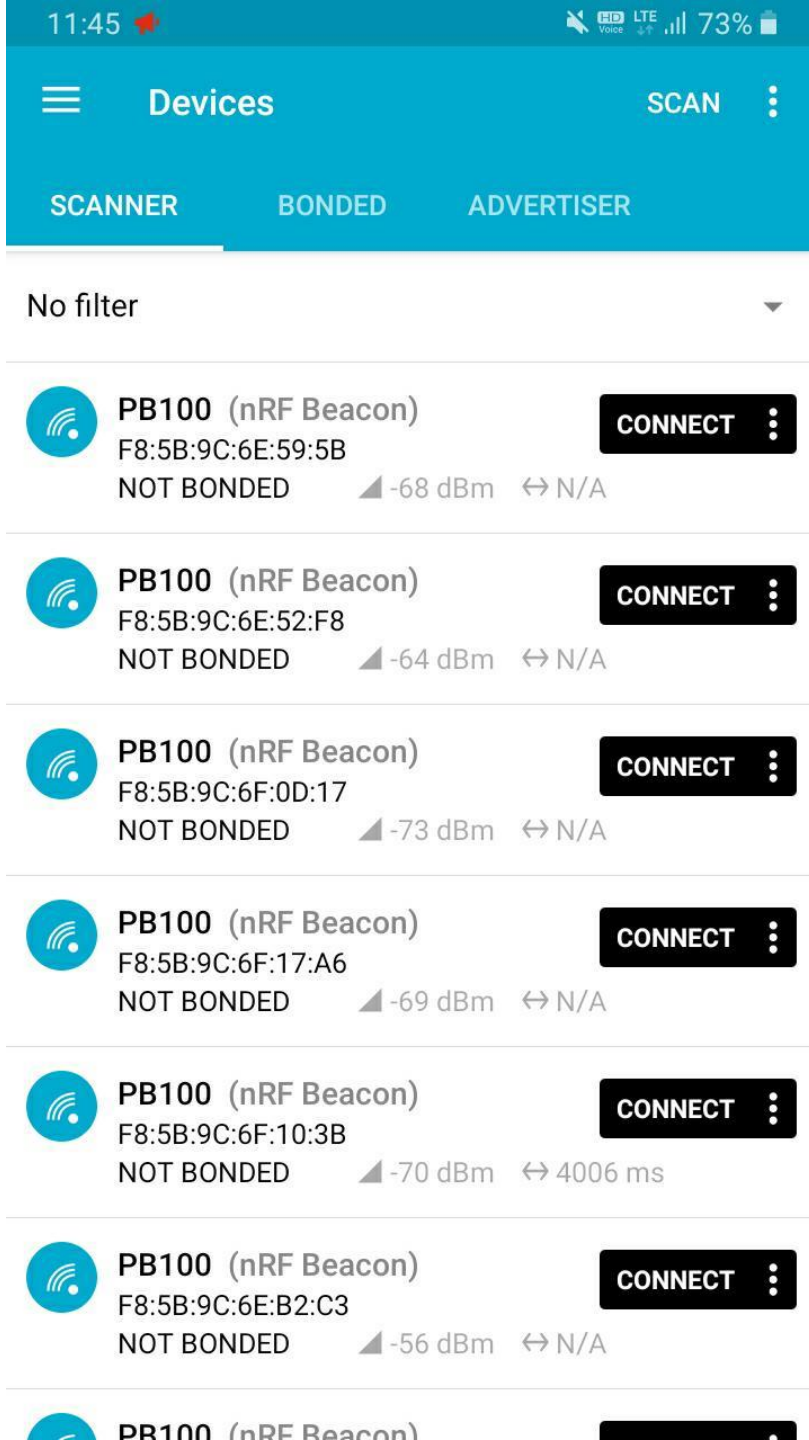 11:45 HD Voice LTE 73%
Devices SCAN
SCANNER BONDED ADVERTISER
No filter
PB100 (nRF Beacon) CONNECT
F8:5B:9C:6E:59:5B
NOT BONDED -68 dBm N/A
PB100 (nRF Beacon) CONNECT
F8:5B:9C:6E:52:F8
NOT BONDED -64 dBm N/A
PB100 (nRF Beacon) CONNECT
F8:5B:9C:6F:0D:17
NOT BONDED -73 dBm N/A
PB100 (nRF Beacon) CONNECT
F8:5B:9C:6F:17:A6
NOT BONDED -69 dBm N/A
PB100 (nRF Beacon) CONNECT
F8:5B:9C:6F:10:3B
NOT BONDED -70 dBm 4006 ms
PB100 (nRF Beacon) CONNECT
F8:5B:9C:6E:B2:C3
NOT BONDED -56 dBm N/A
PB100 (nRF Beacon)